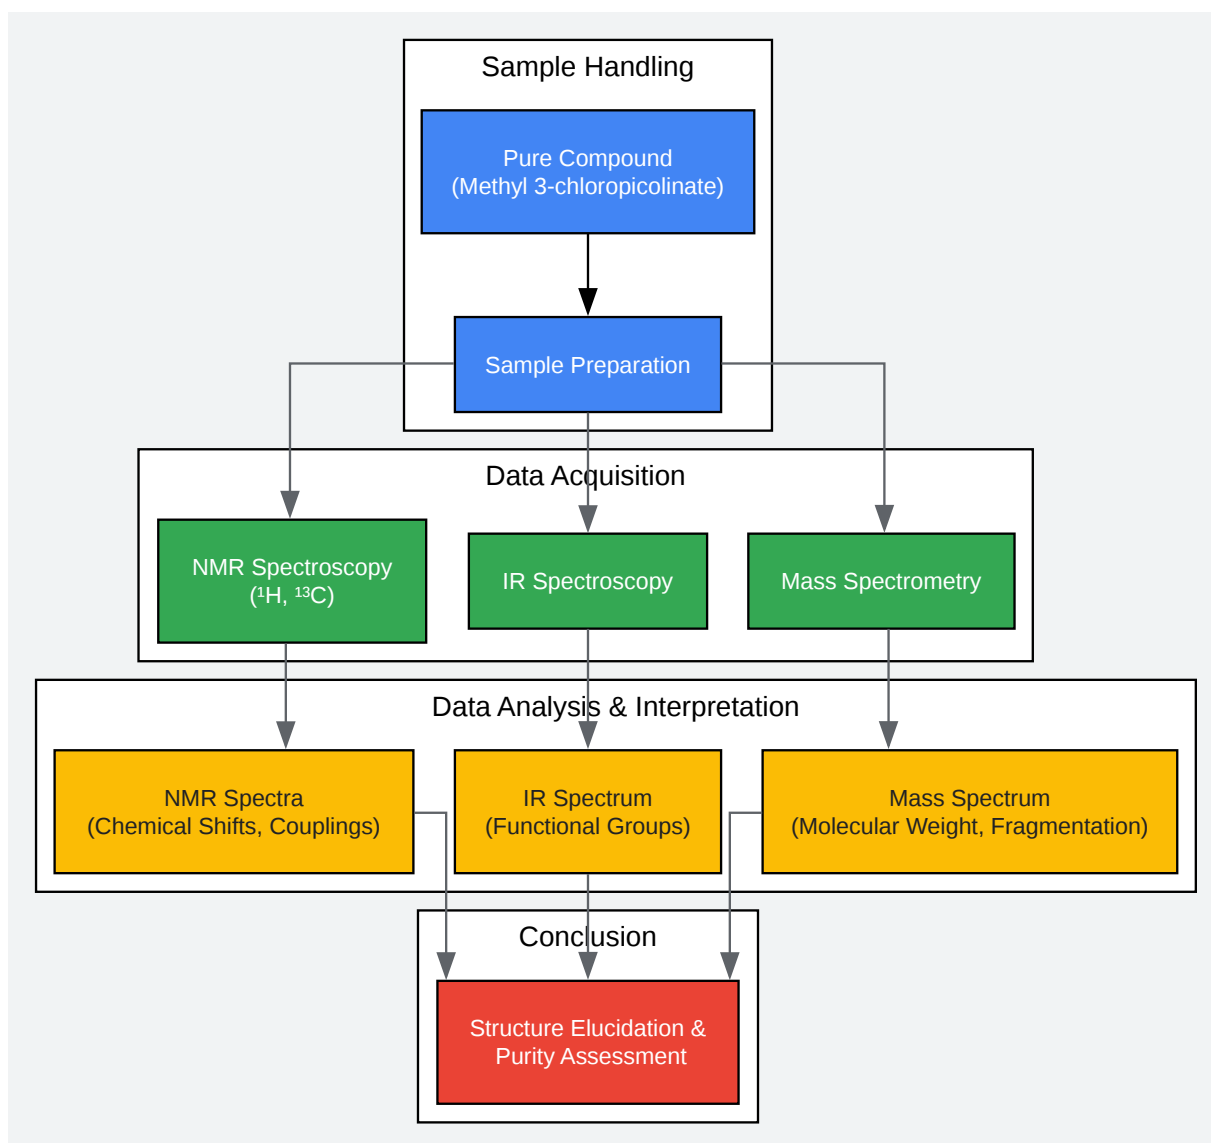 Sample Handling
Pure Compound
(Methyl 3-chloropicolinate)
Sample Preparation
Data Acquisition
NMR Spectroscopy
(¹H, ¹³C)
IR Spectroscopy
Mass Spectrometry
Data Analysis & Interpretation
NMR Spectra
(Chemical Shifts, Couplings)
IR Spectrum
(Functional Groups)
Mass Spectrum
(Molecular Weight, Fragmentation)
Conclusion
Structure Elucidation &
Purity Assessment